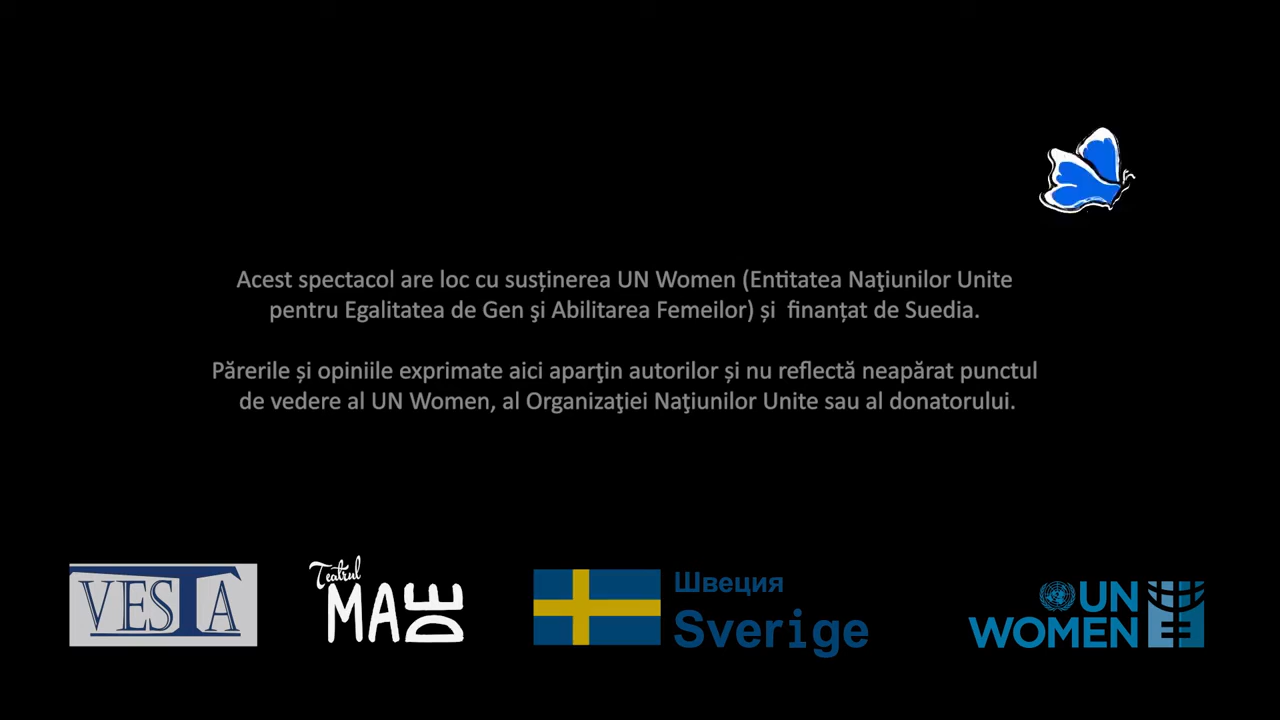 Acest spectacol are loc cu susținerea UN Women (Entitatea Naţiunilor Unite
pentru Egalitatea de Gen şi Abilitarea Femeilor) și  finanțat de Suedia.
Părerile și opiniile exprimate aici aparţin autorilor și nu reflectă neapărat punctul
de vedere al UN Women, al Organizaţiei Naţiunilor Unite sau al donatorului.
VESTA
Teatrul
MADE
Швеция
Sverige
UN
WOMEN